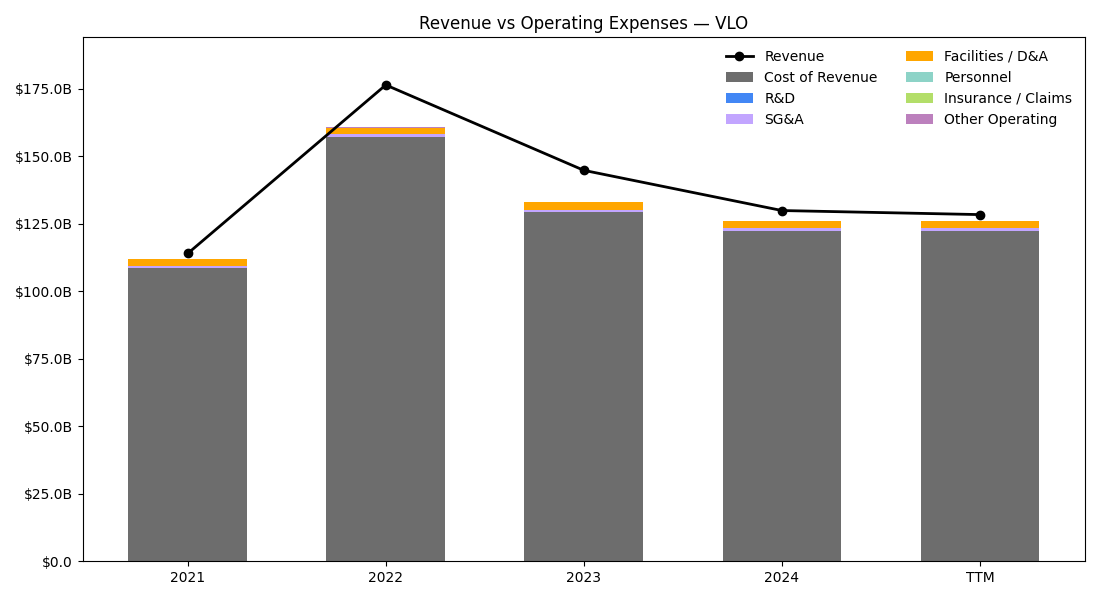 Revenue vs Operating Expenses — VLO
Revenue
Cost of Revenue
R&D
SG&A
Facilities / D&A
Personnel
Insurance / Claims
Other Operating
$175.0B
$150.0B
$125.0B
$100.0B
$75.0B
$50.0B
$25.0B
$0.0
2021 2022 2023 2024 TTM